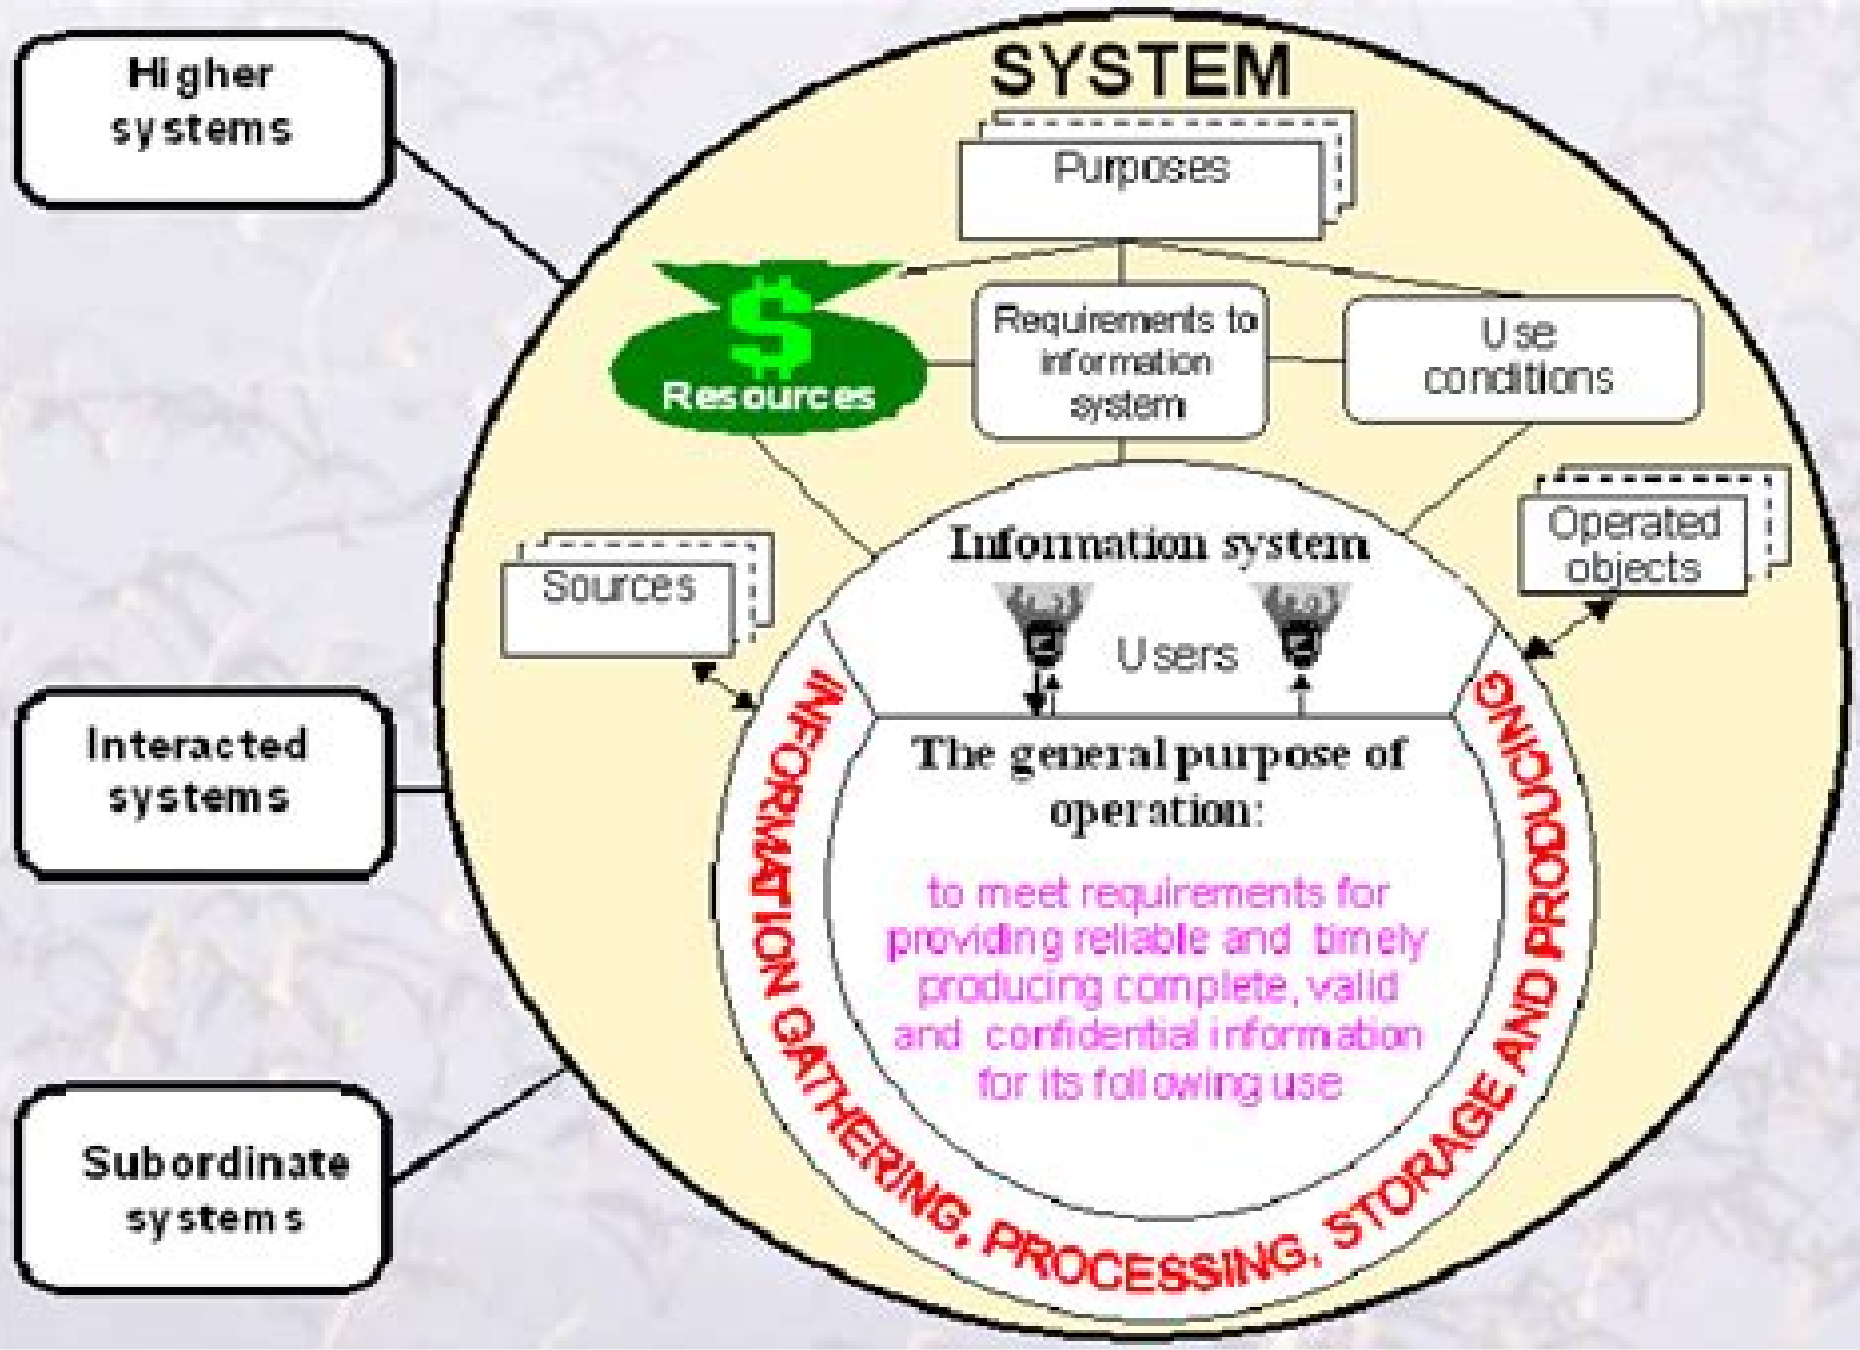 Higher
systems
SYSTEM
Purposes
$
Resources
Requirements to
information
system
Use
conditions
Sources
Operated
objects
Information system
Users
The general purpose of
operation:
to meet requirements for
providing reliable and timely
producing complete, valid
and confidential information
for its following use
INFORMATION GATHERING, PROCESSING, STORAGE AND PRODUCING
Interacted
systems
Subordinate
systems